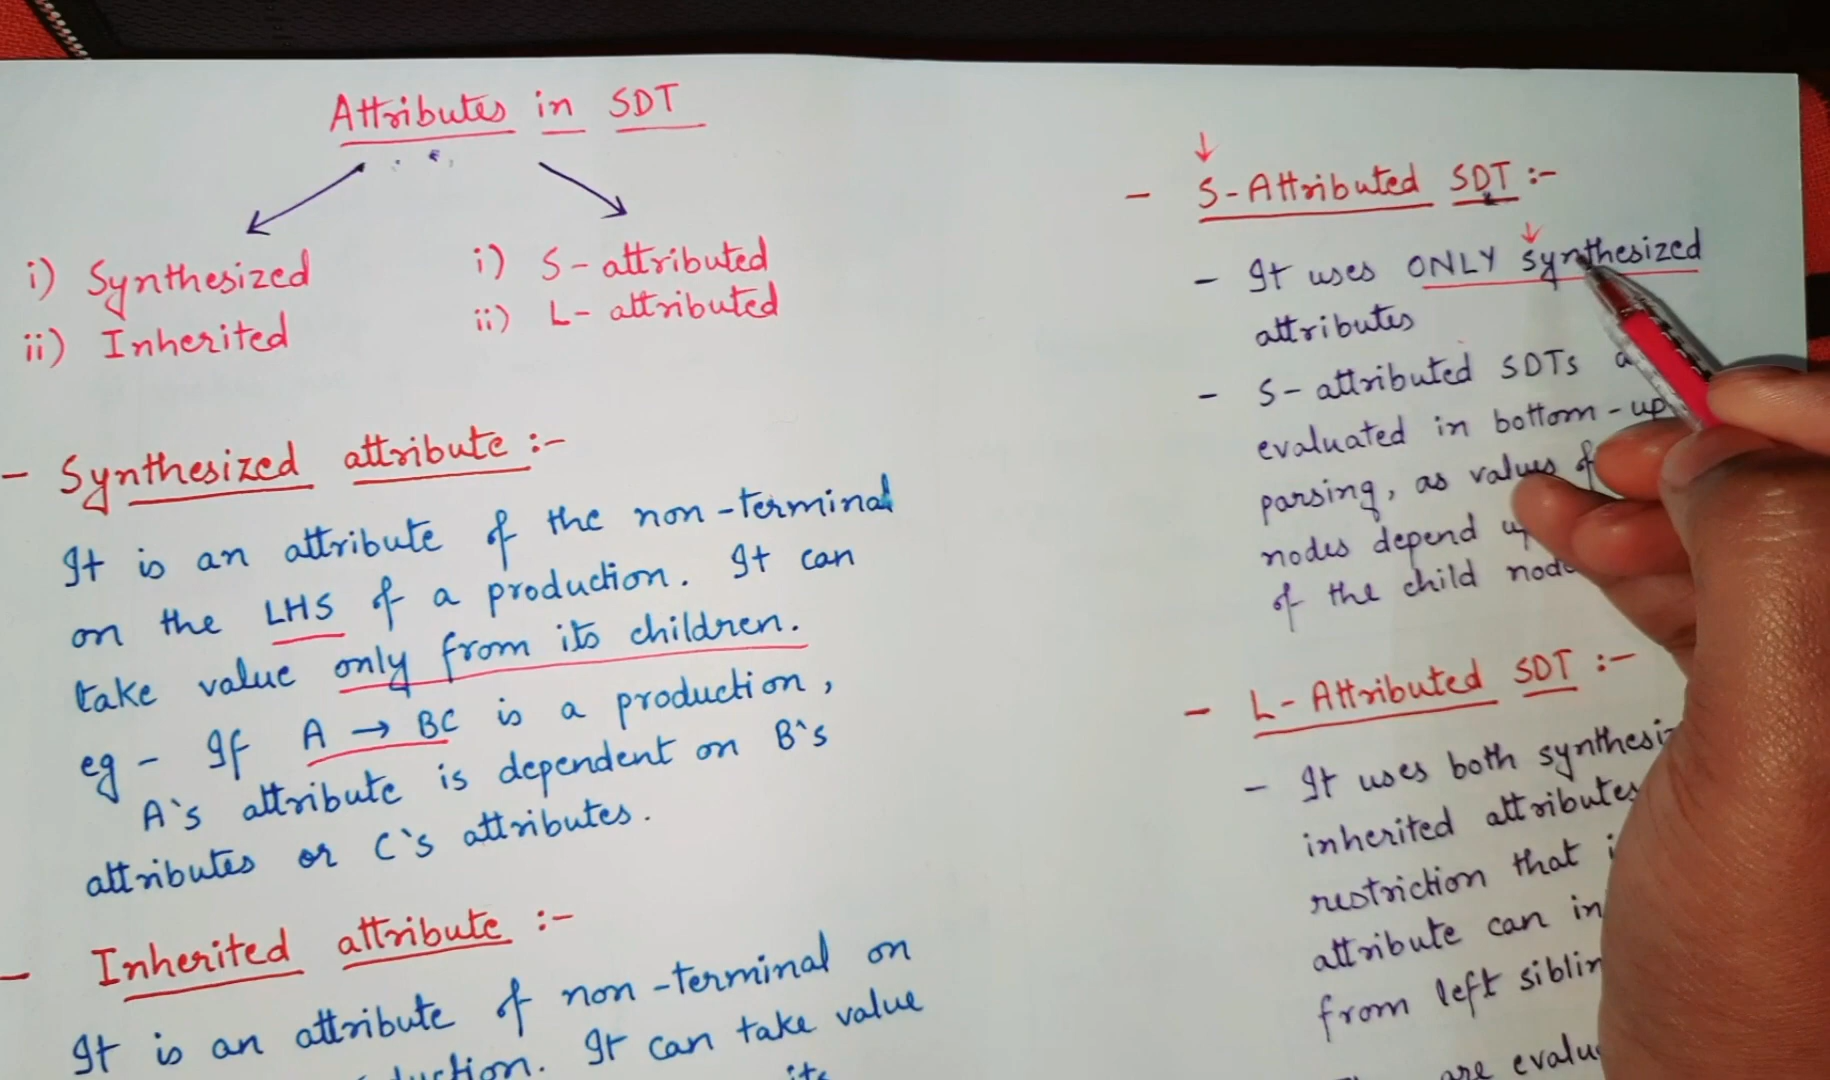 Attributes in SDT
i) Synthesized
ii) Inherited
i) S-attributed
ii) L-attributed
- Synthesized attribute :-
It is an attribute of the non-terminal
on the LHS of a production. It can
take value only from its children.
eg - If A → BC is a production,
A's attribute is dependent on B's
attributes or C's attributes.
- Inherited attribute :-
It is an attribute of non-terminal on
It can take value
its
- S-Attributed SDT :-
- It uses ONLY synthesized
attributes
- S-attributed SDTs
evaluated in bottom-up
parsing, as values of
nodes depend
of the child
- L-Attributed SDT :-
- It uses both
inherited attributes
restriction that
attribute can
from left
are